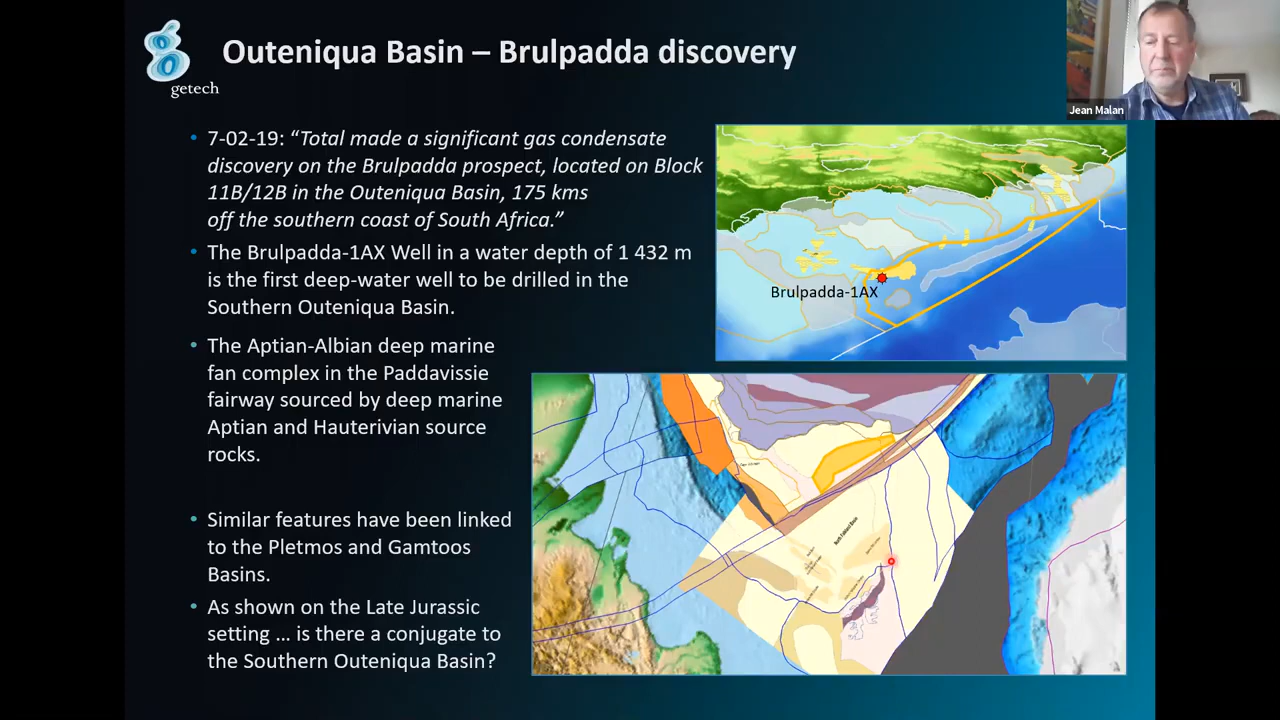 getech
Outeniqua Basin – Brulpadda discovery
Jean Malan
• 7-02-19: “Total made a significant gas condensate
discovery on the Brulpadda prospect, located on Block
11B/12B in the Outeniqua Basin, 175 kms
off the southern coast of South Africa.”
• The Brulpadda-1AX Well in a water depth of 1 432 m
is the first deep-water well to be drilled in the
Southern Outeniqua Basin.
• The Aptian-Albian deep marine
fan complex in the Paddavissie
fairway sourced by deep marine
Aptian and Hauterivian source
rocks.
• Similar features have been linked
to the Pletmos and Gamtoos
Basins.
• As shown on the Late Jurassic
setting ... is there a conjugate to
the Southern Outeniqua Basin?
Brulpadda-1AX
North Falkland Basin